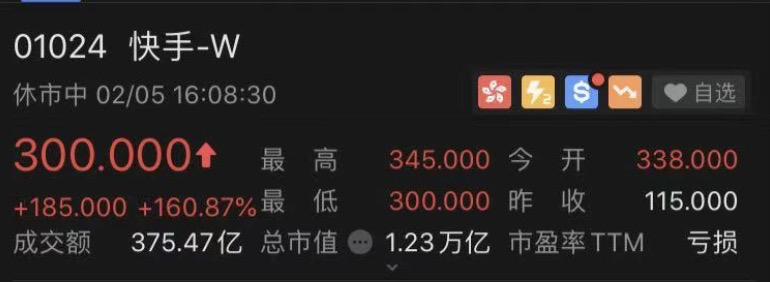 01024 快手-W
休市中 02/05 16:08:30 2 $ 自选
300.000 最高 345.000 今开 338.000
+185.000 +160.87% 最低 300.000 昨收 115.000
成交额 375.47亿 总市值 1.23万亿 市盈率TTM 亏损